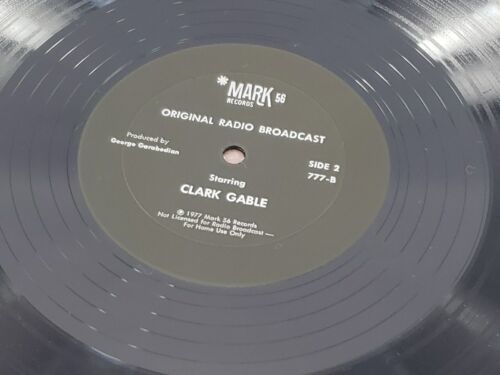 *MARK 56
RECORDS
ORIGINAL RADIO BROADCAST
Produced by
George Garabedian
SIDE 2
777-B
Starring
CLARK GABLE
℗ 1977 Mark 56 Records
Not Licensed for Radio Broadcast —
For Home Use Only